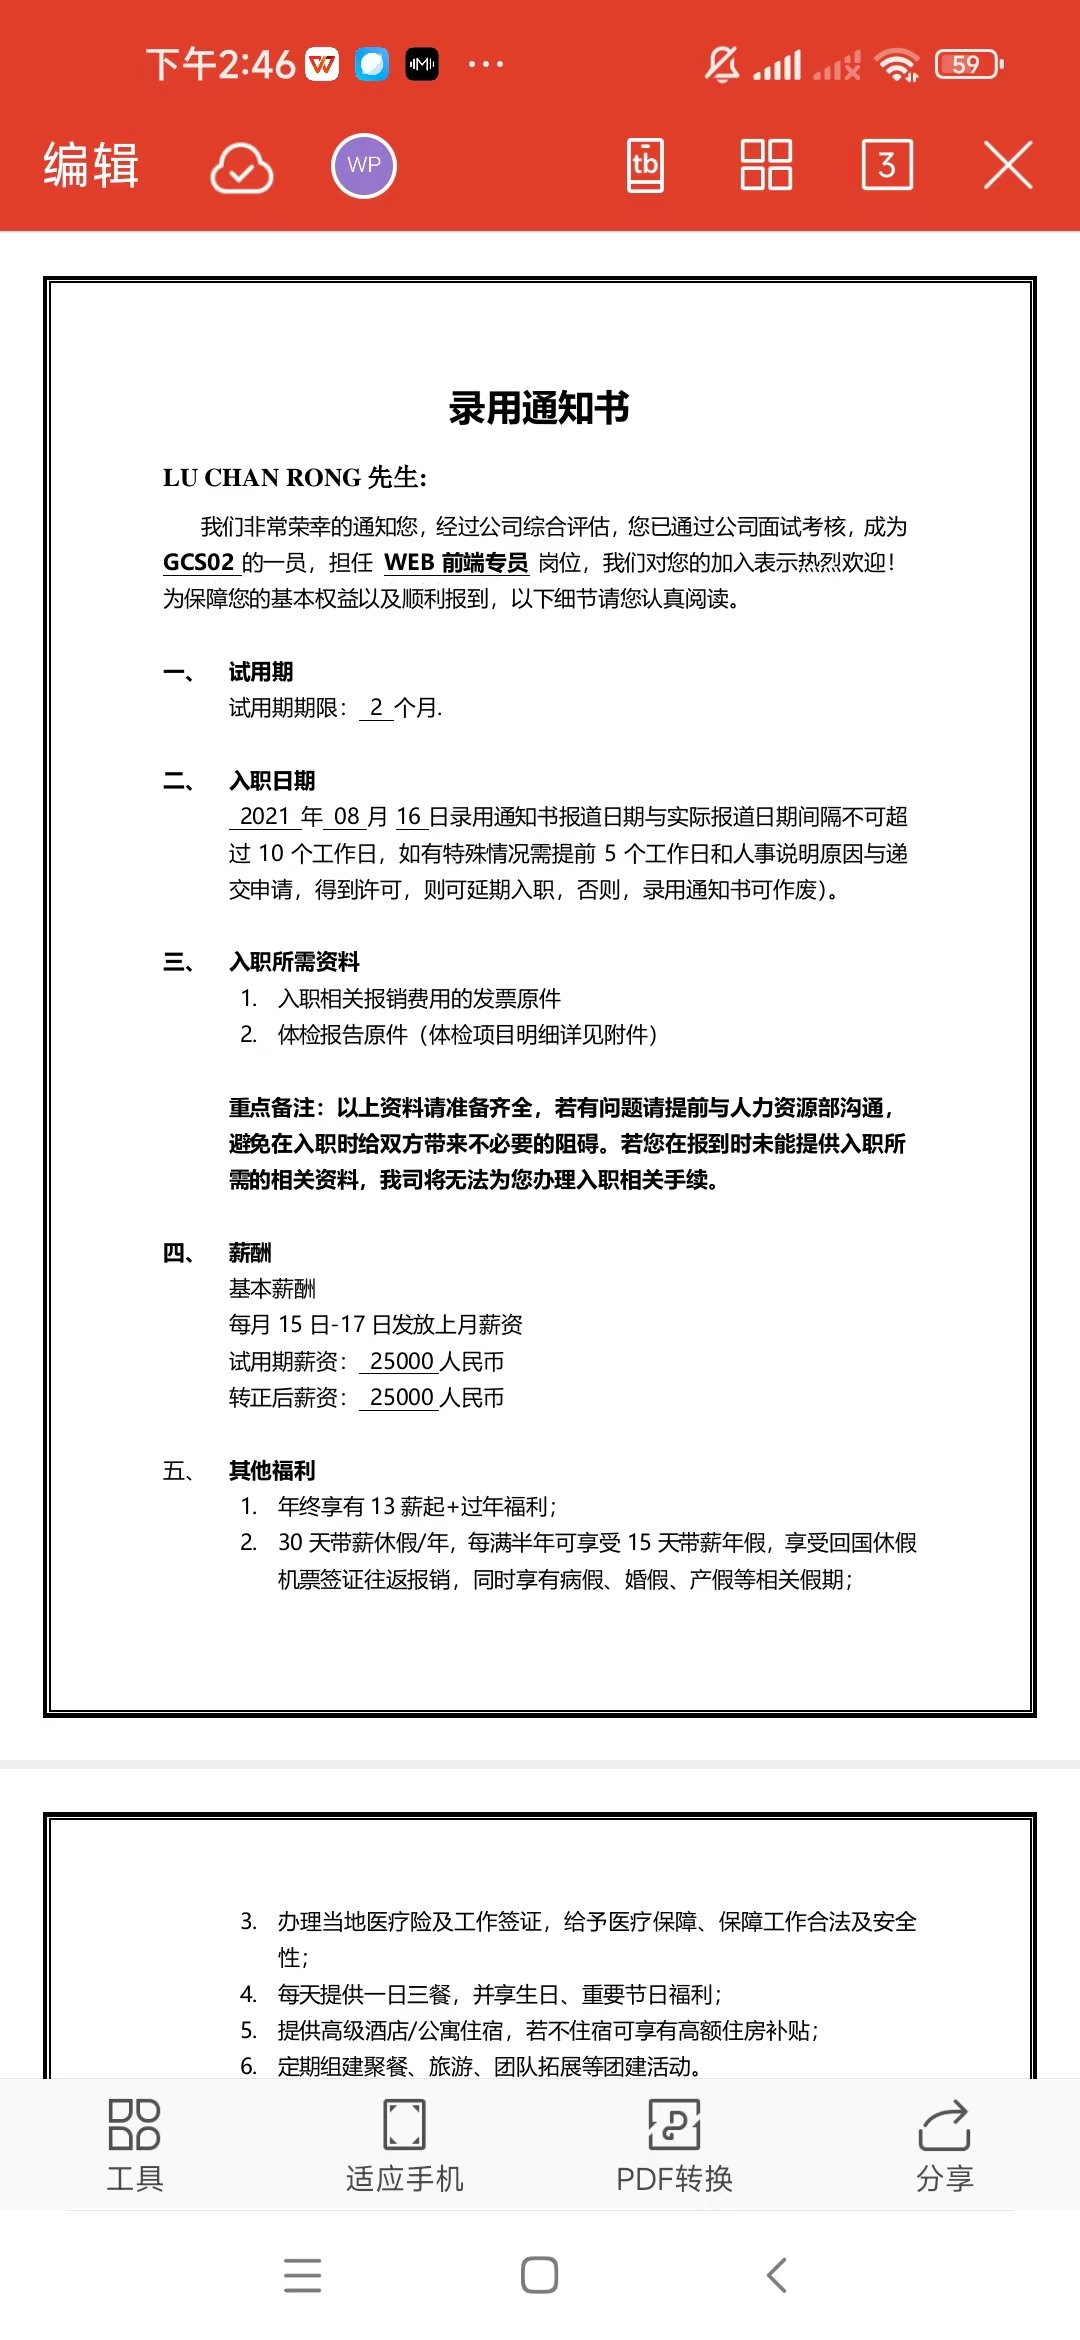 下午2:46 ··· 59
编辑 WP tb 3
录用通知书
LU CHAN RONG 先生:
我们非常荣幸的通知您，经过公司综合评估，您已通过公司面试考核，成为
GCS02 的一员，担任 WEB 前端专员 岗位，我们对您的加入表示热烈欢迎！
为保障您的基本权益以及顺利报到，以下细节请您认真阅读。
一、 试用期
试用期期限： 2 个月.
二、 入职日期
2021 年 08 月 16 日录用通知书报道日期与实际报道日期间隔不可超
过 10 个工作日，如有特殊情况需提前 5 个工作日和人事说明原因与递
交申请，得到许可，则可延期入职，否则，录用通知书可作废）。
三、 入职所需资料
1. 入职相关报销费用的发票原件
2. 体检报告原件（体检项目明细详见附件）
重点备注：以上资料请准备齐全，若有问题请提前与人力资源部沟通，
避免在入职时给双方带来不必要的阻碍。若您在报到时未能提供入职所
需的相关资料，我司将无法为您办理入职相关手续。
四、 薪酬
基本薪酬
每月 15 日-17 日发放上月薪资
试用期薪资： 25000 人民币
转正后薪资： 25000 人民币
五、 其他福利
1. 年终享有 13 薪起+过年福利；
2. 30 天带薪休假/年，每满半年可享受 15 天带薪年假，享受回国休假
机票签证往返报销，同时享有病假、婚假、产假等相关假期；
3. 办理当地医疗险及工作签证，给予医疗保障、保障工作合法及安全
性；
4. 每天提供一日三餐，并享生日、重要节日福利；
5. 提供高级酒店/公寓住宿，若不住宿可享有高额住房补贴；
6. 定期组建聚餐、旅游、团队拓展等团建活动。
工具 适应手机 PDF转换 分享